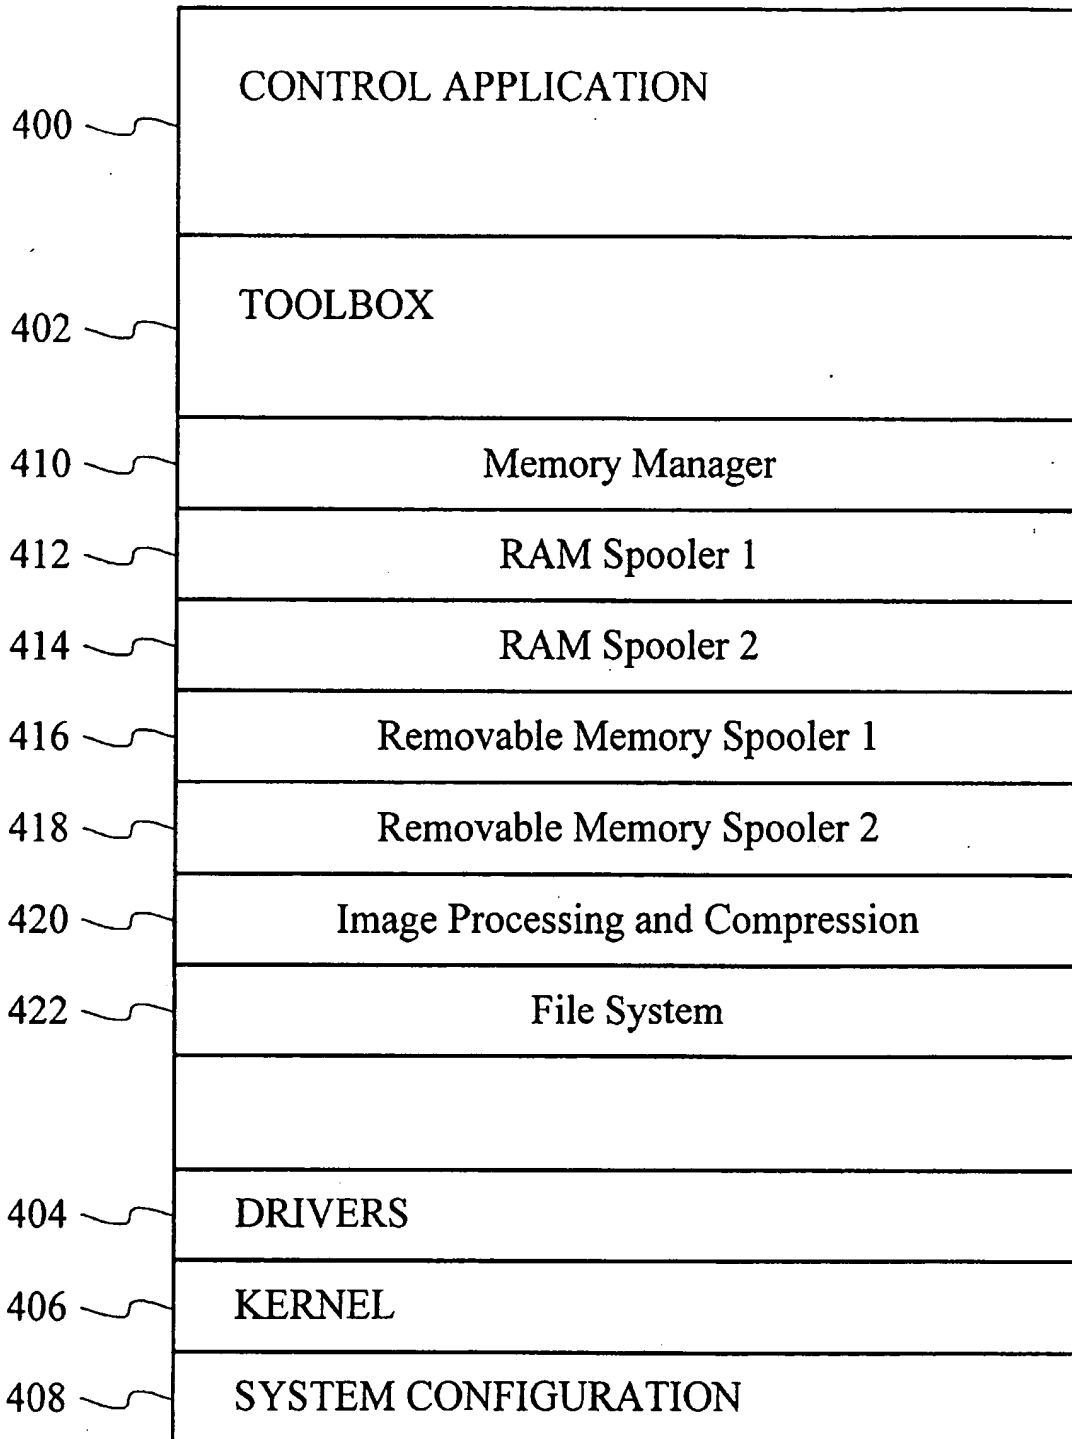 400 CONTROL APPLICATION
402 TOOLBOX
410 Memory Manager
412 RAM Spooler 1
414 RAM Spooler 2
416 Removable Memory Spooler 1
418 Removable Memory Spooler 2
420 Image Processing and Compression
422 File System
404 DRIVERS
406 KERNEL
408 SYSTEM CONFIGURATION